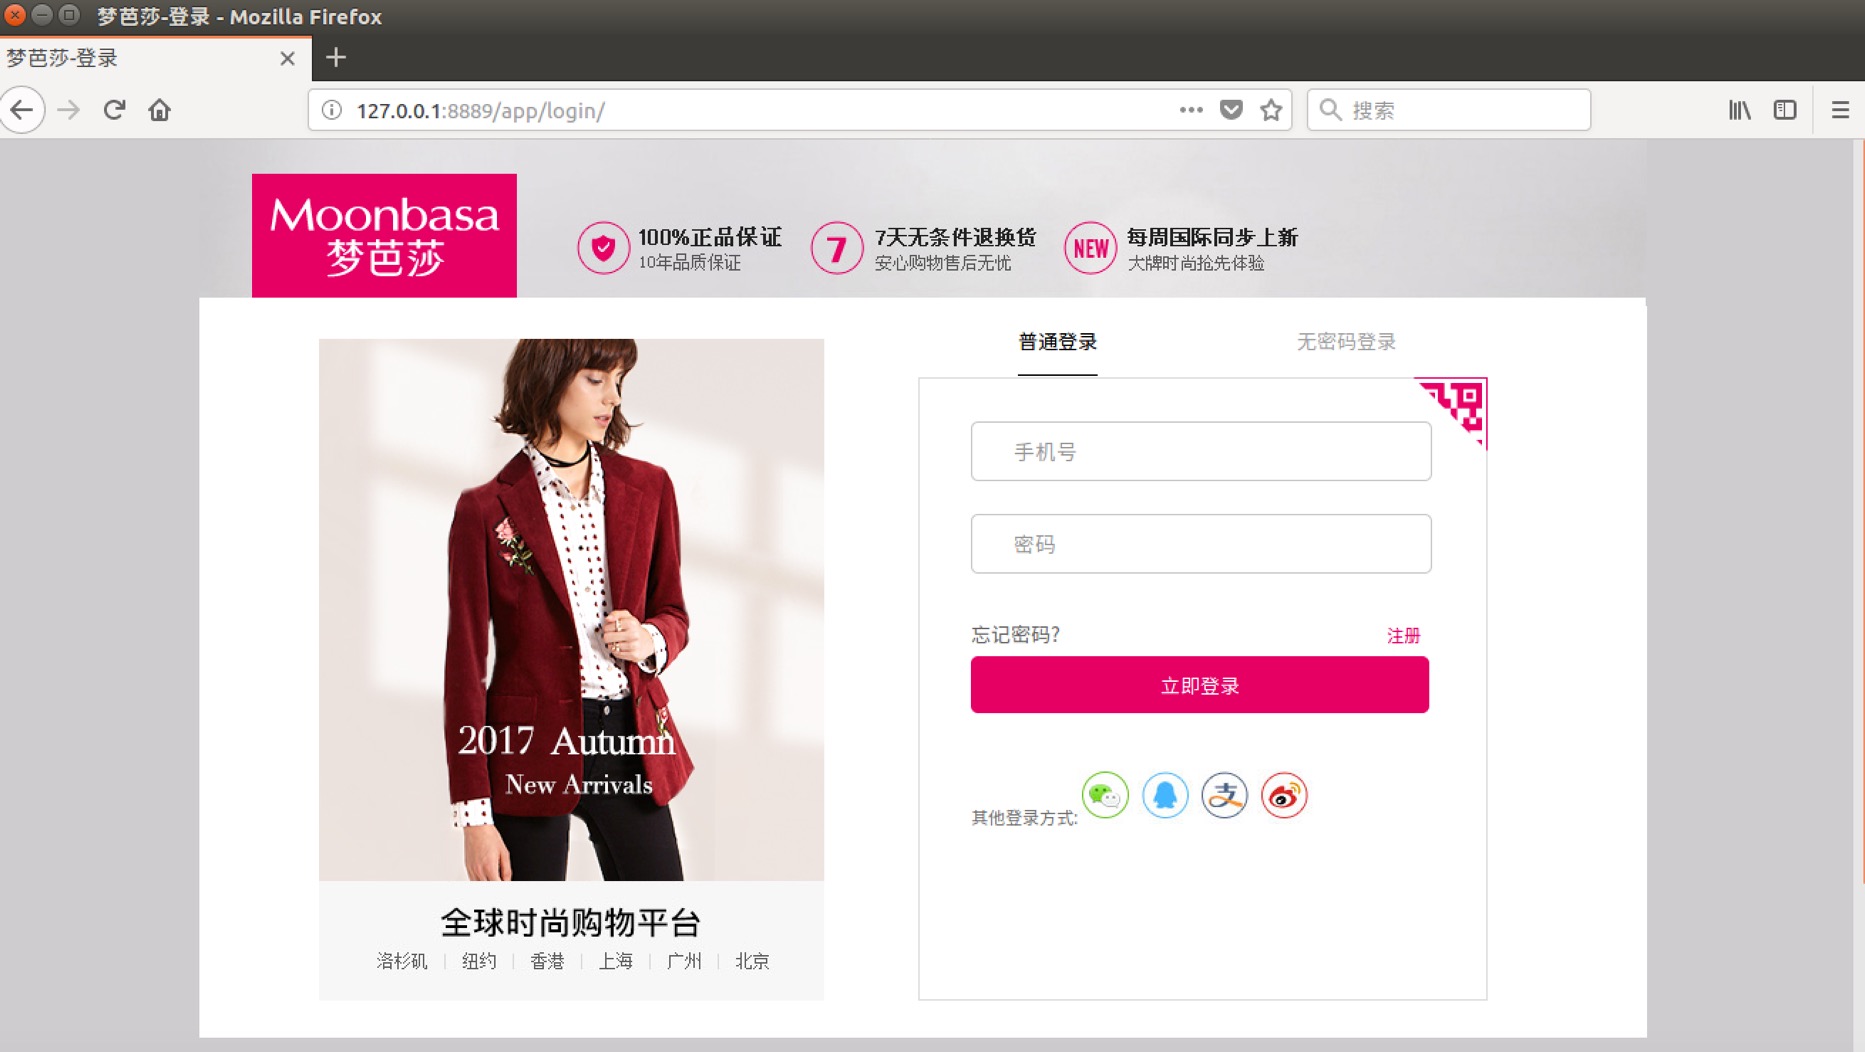 梦芭莎-登录 - Mozilla Firefox
梦芭莎-登录
127.0.0.1:8889/app/login/
搜索
Moonbasa
梦芭莎
100%正品保证
10年品质保证
7
7天无条件退换货
安心购物售后无忧
NEW
每周国际同步上新
大牌时尚抢先体验
普通登录
无密码登录
手机号
密码
忘记密码?
注册
立即登录
其他登录方式:
支
2017 Autumn
New Arrivals
全球时尚购物平台
洛杉矶 | 纽约 | 香港 | 上海 | 广州 | 北京